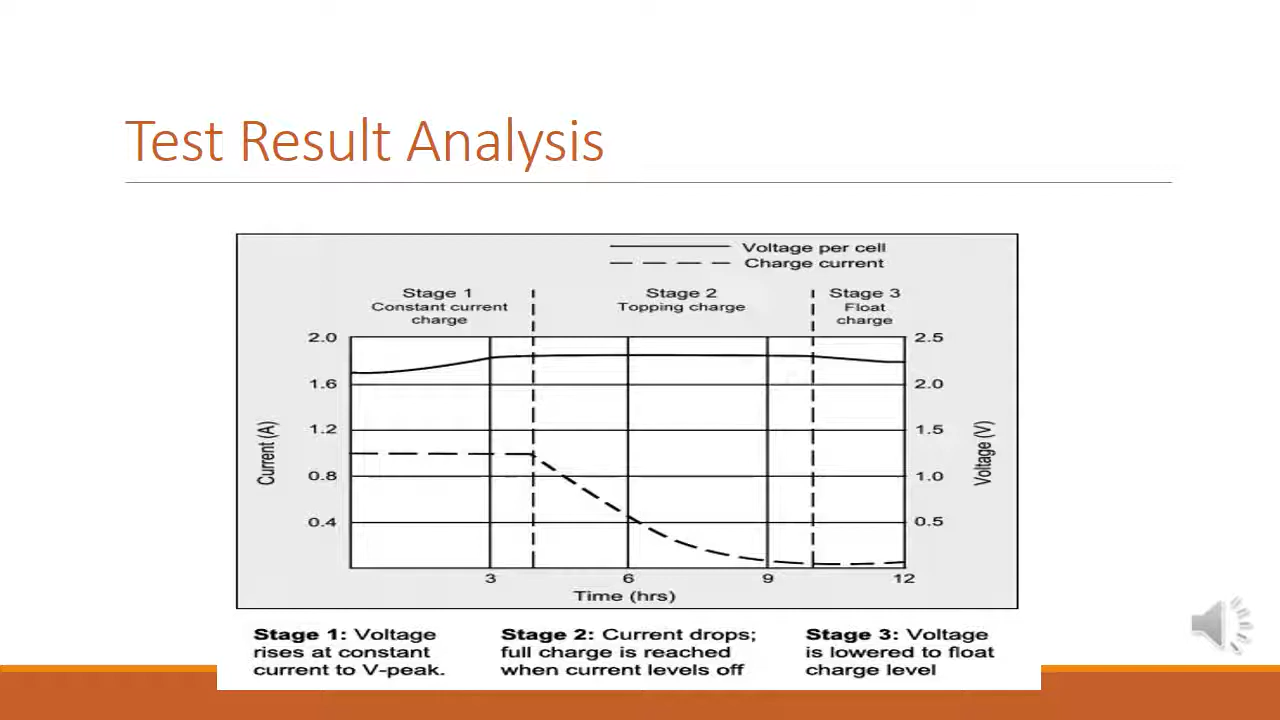 Test Result Analysis
Voltage per cell
Charge current
Stage 1
Constant current
charge
Stage 2
Topping charge
Stage 3
Float
charge
2.0
1.6
1.2
0.8
0.4
Current (A)
2.5
2.0
1.5
1.0
0.5
Voltage (V)
3
6
9
12
Time (hrs)
Stage 1: Voltage
rises at constant
current to V-peak.
Stage 2: Current drops;
full charge is reached
when current levels off
Stage 3: Voltage
is lowered to float
charge level